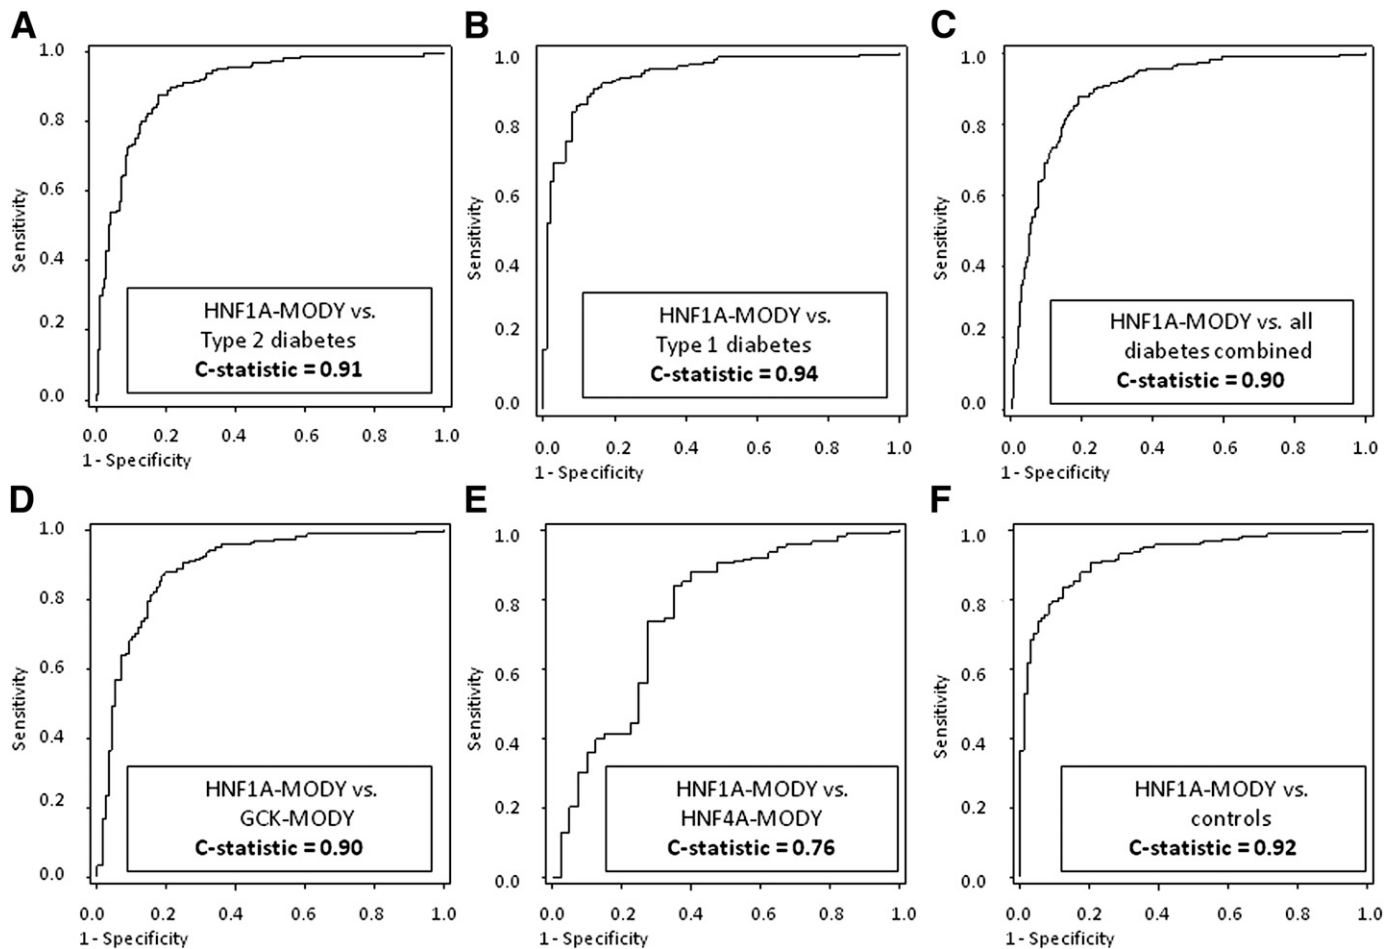 A
1.0
0.8
0.6
0.4
0.2
0.0
Sensitivity
HNF1A-MODY vs.
Type 2 diabetes
C-statistic = 0.91
0.0 0.2 0.4 0.6 0.8 1.0
1 - Specificity
B
1.0
0.8
0.6
0.4
0.2
0.0
Sensitivity
HNF1A-MODY vs.
Type 1 diabetes
C-statistic = 0.94
0.0 0.2 0.4 0.6 0.8 1.0
1 - Specificity
C
1.0
0.8
0.6
0.4
0.2
0.0
Sensitivity
HNF1A-MODY vs. all
diabetes combined
C-statistic = 0.90
0.0 0.2 0.4 0.6 0.8 1.0
1 - Specificity
D
1.0
0.8
0.6
0.4
0.2
0.0
Sensitivity
HNF1A-MODY vs.
GCK-MODY
C-statistic = 0.90
0.0 0.2 0.4 0.6 0.8 1.0
1 - Specificity
E
1.0
0.8
0.6
0.4
0.2
0.0
Sensitivity
HNF1A-MODY vs.
HNF4A-MODY
C-statistic = 0.76
0.0 0.2 0.4 0.6 0.8 1.0
1 - Specificity
F
1.0
0.8
0.6
0.4
0.2
0.0
Sensitivity
HNF1A-MODY vs.
controls
C-statistic = 0.92
0.0 0.2 0.4 0.6 0.8 1.0
1 - Specificity